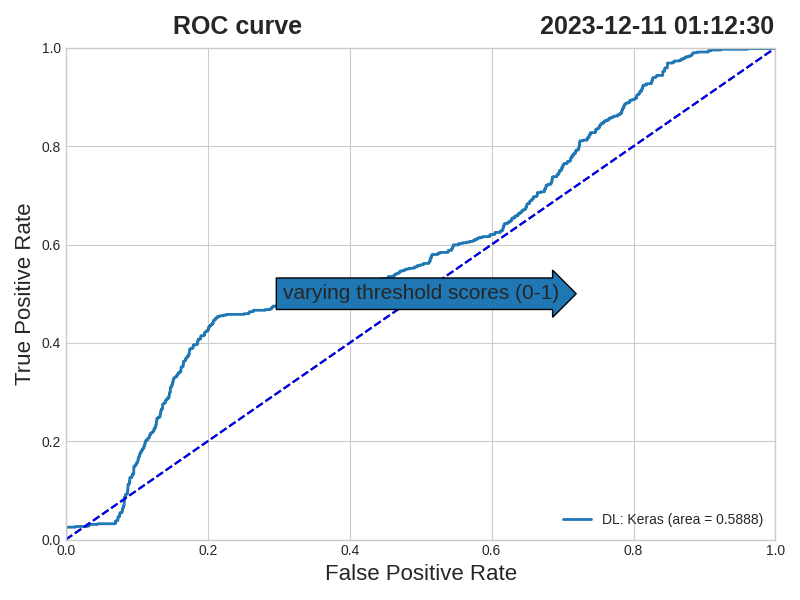 ROC curve 2023-12-11 01:12:30
1.0
0.8
0.6
0.4
0.2
0.0
True Positive Rate
varying threshold scores (0-1)
DL: Keras (area = 0.5888)
0.0 0.2 0.4 0.6 0.8 1.0
False Positive Rate